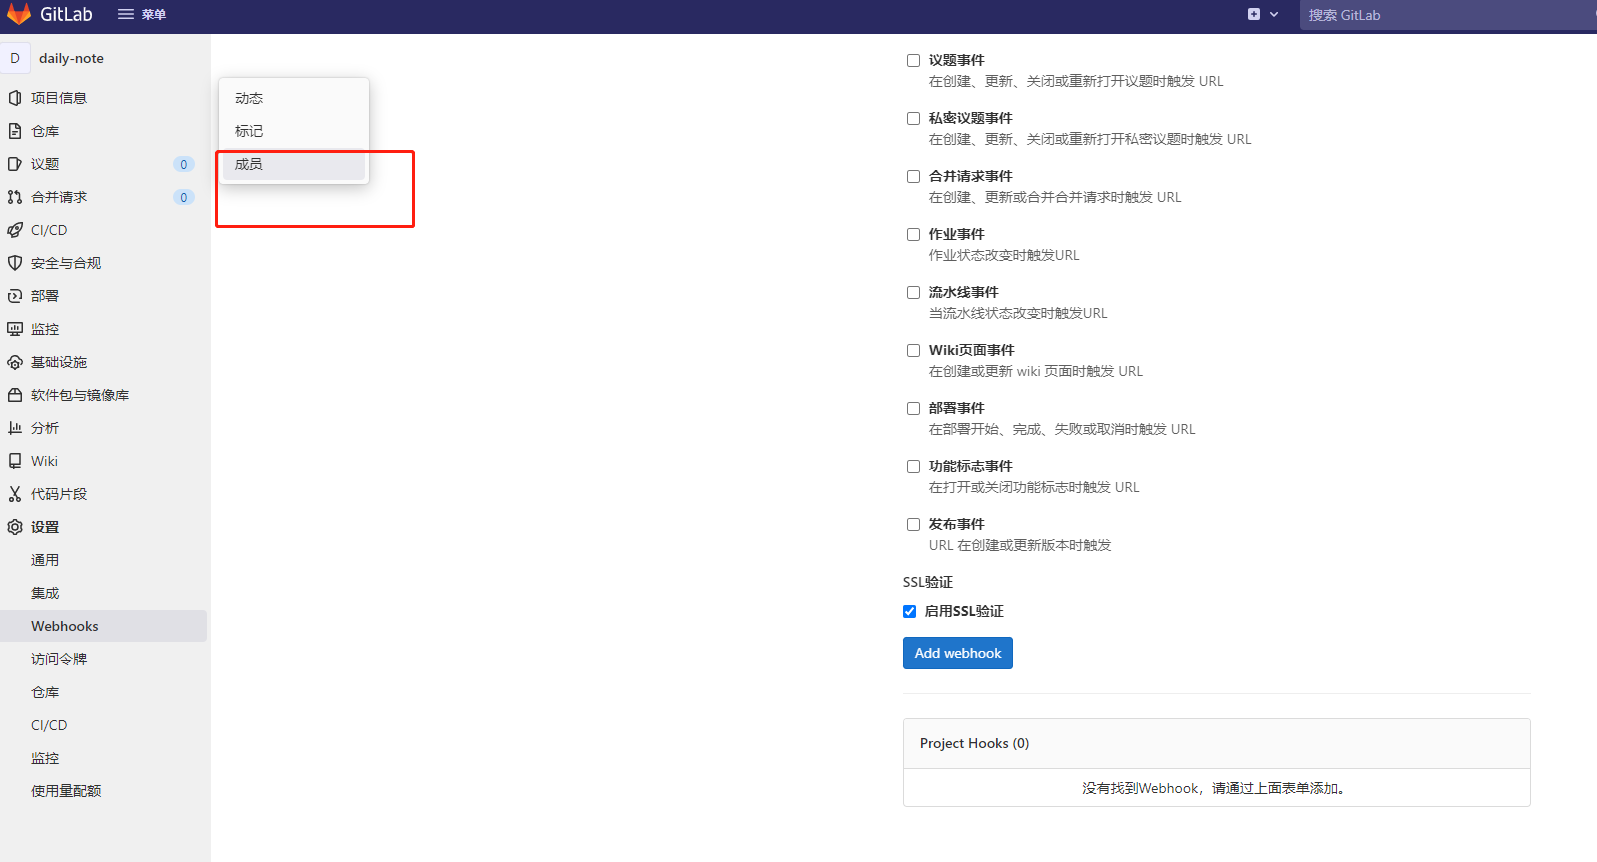 GitLab
菜单
搜索 GitLab
D
daily-note
项目信息
仓库
议题
0
合并请求
0
CI/CD
安全与合规
部署
监控
基础设施
软件包与镜像库
分析
Wiki
代码片段
设置
通用
集成
Webhooks
访问令牌
仓库
CI/CD
监控
使用量配额
动态
标记
成员
议题事件
在创建、更新、关闭或重新打开议题时触发 URL
私密议题事件
在创建、更新、关闭或重新打开私密议题时触发 URL
合并请求事件
在创建、更新或合并合并请求时触发 URL
作业事件
作业状态改变时触发URL
流水线事件
当流水线状态改变时触发URL
Wiki页面事件
在创建或更新 wiki 页面时触发 URL
部署事件
在部署开始、完成、失败或取消时触发 URL
功能标志事件
在打开或关闭功能标志时触发 URL
发布事件
URL 在创建或更新版本时触发
SSL验证
启用SSL验证
Add webhook
Project Hooks (0)
没有找到Webhook，请通过上面表单添加。